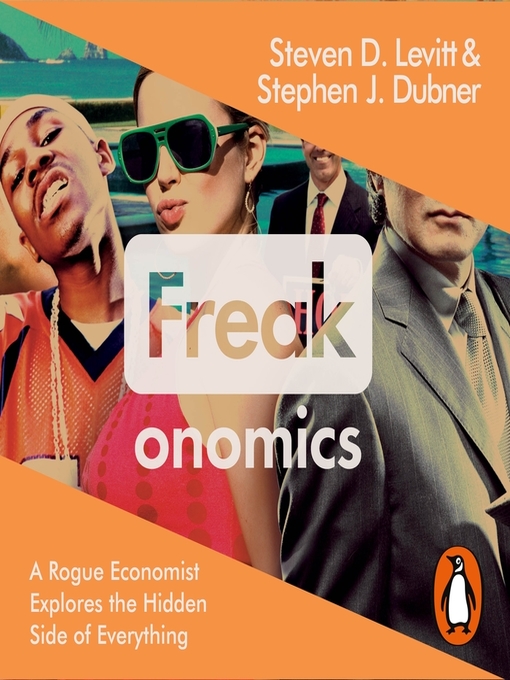 Steven D. Levitt &
Stephen J. Dubner
Freak
onomics
A Rogue Economist
Explores the Hidden
Side of Everything